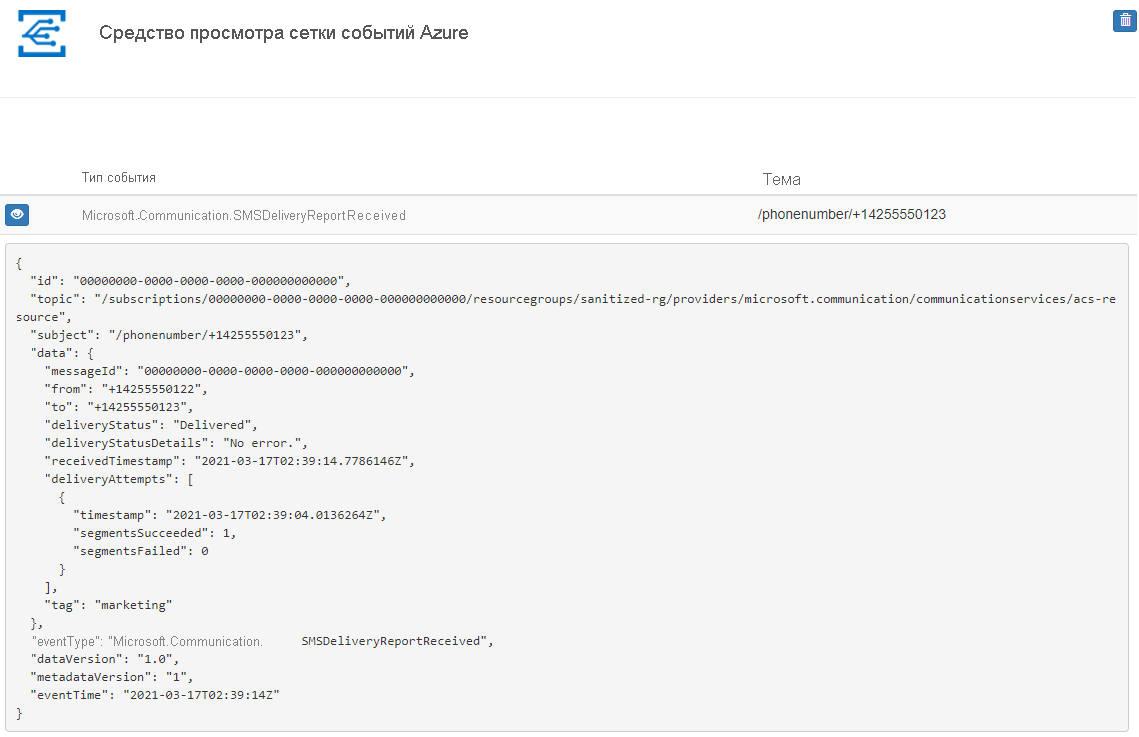 Средство просмотра сетки событий Azure
Тип события
Тема
Microsoft.Communication.SMSDeliveryReportReceived
/phonenumber/+14255550123
{
  "id": "00000000-0000-0000-0000-000000000000",
  "topic": "/subscriptions/00000000-0000-0000-0000-000000000000/resourcegroups/sanitized-rg/providers/microsoft.communication/communicationservices/acs-re
source",
  "subject": "/phonenumber/+14255550123",
  "data": {
    "messageId": "00000000-0000-0000-0000-000000000000",
    "from": "+14255550122",
    "to": "+14255550123",
    "deliveryStatus": "Delivered",
    "deliveryStatusDetails": "No error.",
    "receivedTimestamp": "2021-03-17T02:39:14.7786146Z",
    "deliveryAttempts": [
      {
        "timestamp": "2021-03-17T02:39:04.0136264Z",
        "segmentsSucceeded": 1,
        "segmentsFailed": 0
      }
    ],
    "tag": "marketing"
  },
  "eventType": "Microsoft.Communication. SMSDeliveryReportReceived",
  "dataVersion": "1.0",
  "metadataVersion": "1",
  "eventTime": "2021-03-17T02:39:14Z"
}